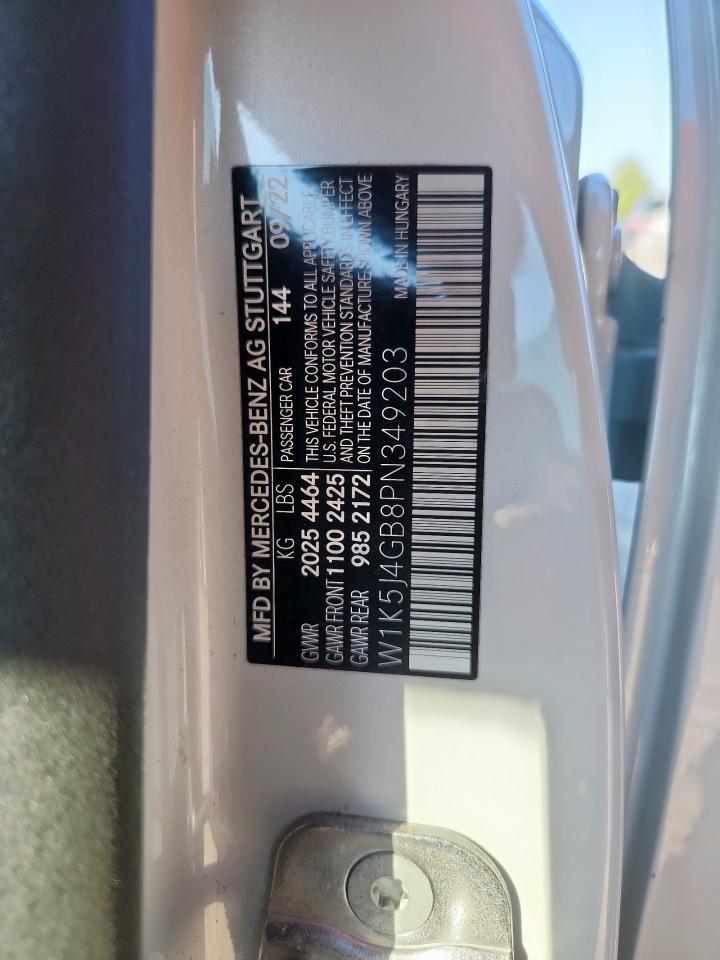 MFD BY MERCEDES-BENZ AG STUTTGART
KG LBS PASSENGER CAR 144 09/22
GVWR 2025 4464 THIS VEHICLE CONFORMS TO ALL APPLICABLE
GAWR FRONT 1100 2425 U.S. FEDERAL MOTOR VEHICLE SAFETY BUMPER
GAWR REAR 985 2172 AND THEFT PREVENTION STANDARDS IN EFFECT
ON THE DATE OF MANUFACTURE SHOWN ABOVE
W1K5J4GB8PN349203 MADE IN HUNGARY